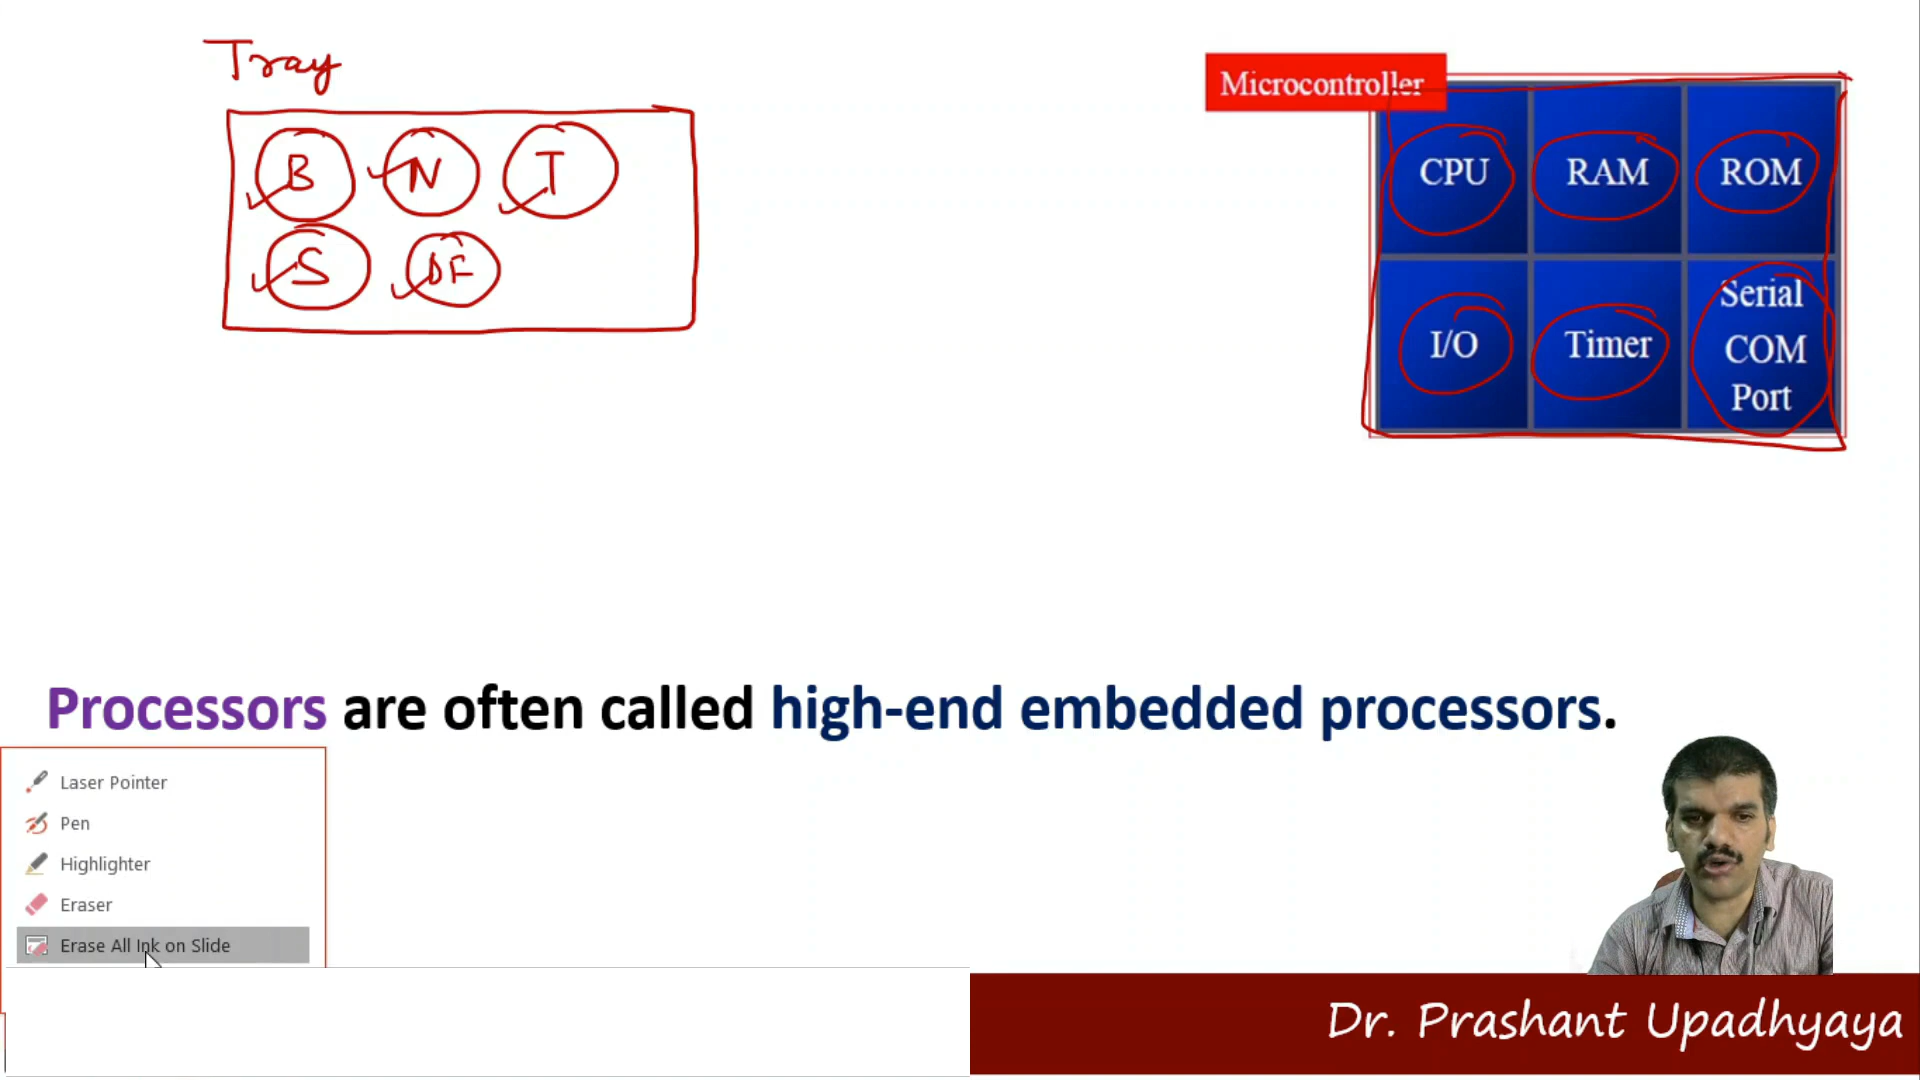 Tray
B N T
S DF
Microcontroller
CPU RAM ROM
I/O Timer Serial
COM
Port
Processors are often called high-end embedded processors.
Laser Pointer
Pen
Highlighter
Eraser
Erase All Ink on Slide
Dr. Prashant Upadhyaya